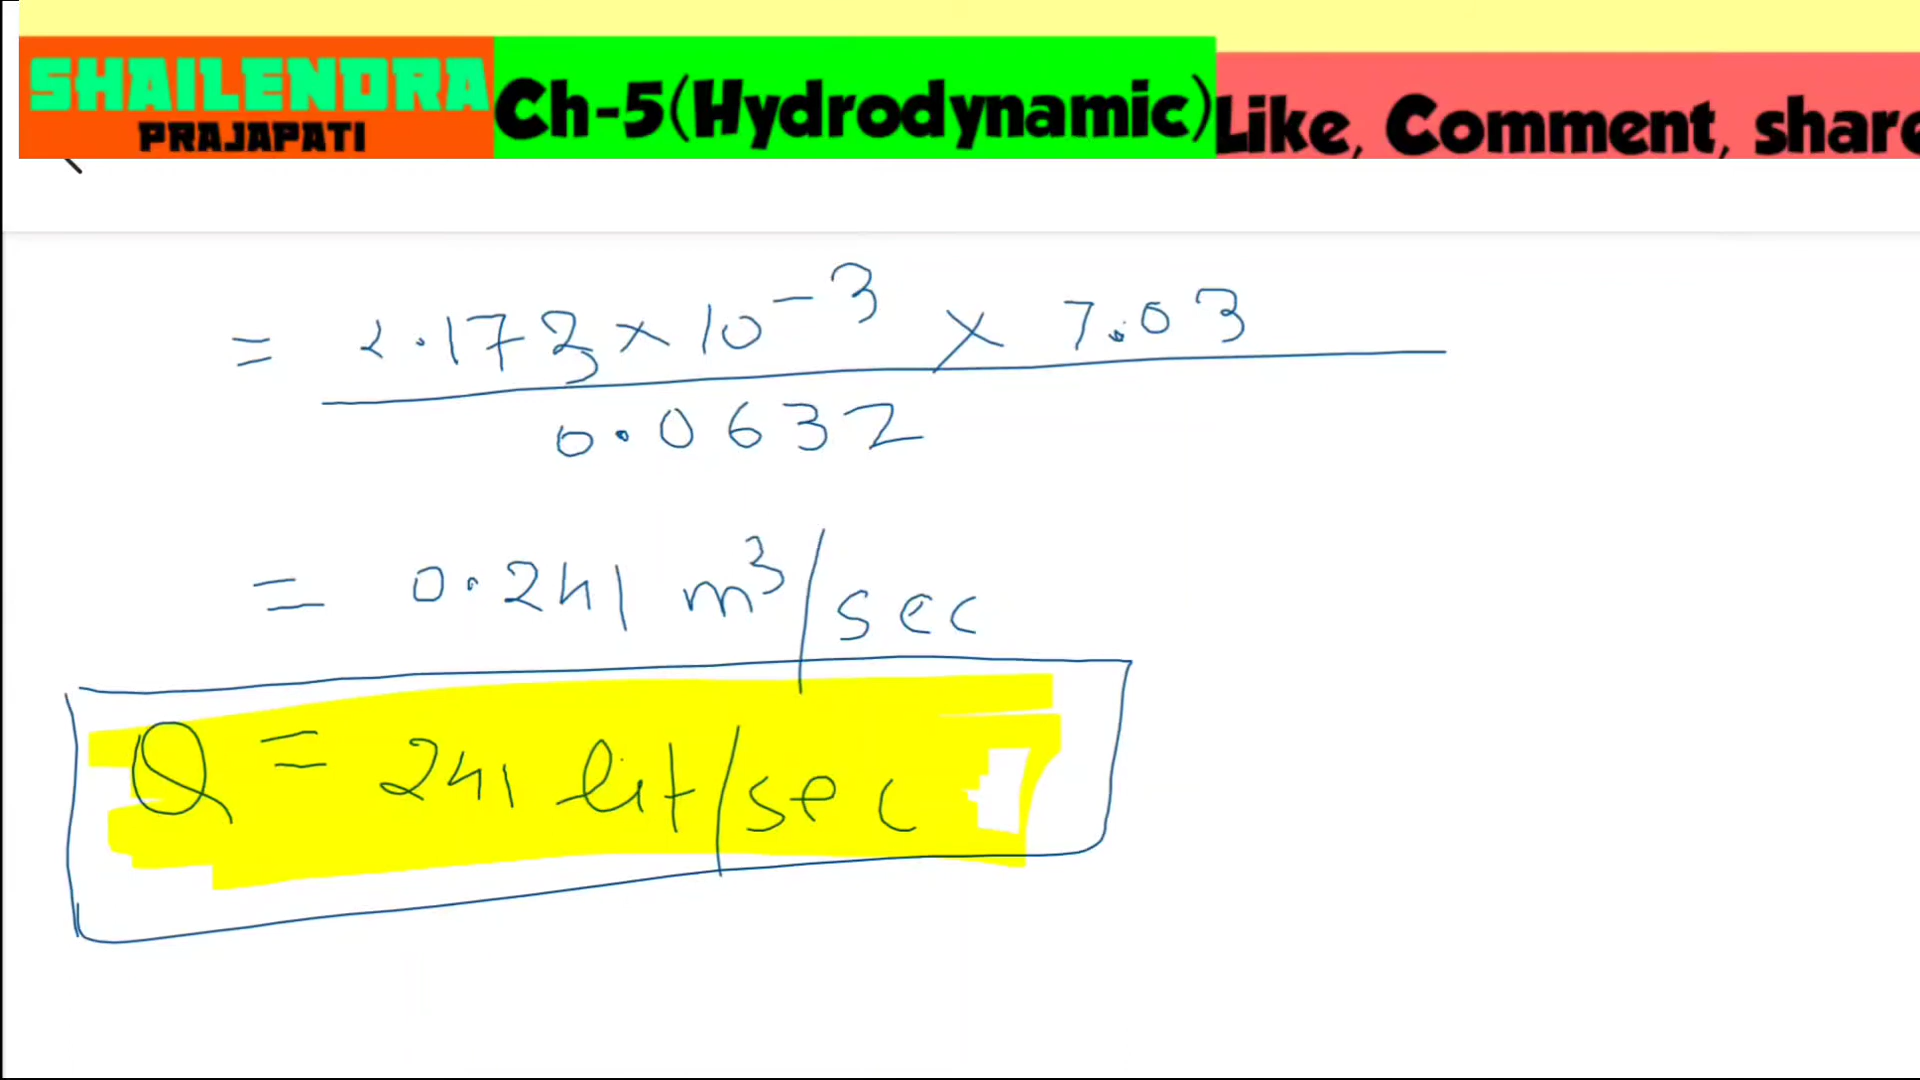 SHAILENDRA
PRAJAPATI
Ch-5(Hydrodynamic)
Like, Comment, share
= 2.173 × 10⁻³ × 7.03
0.0632
= 0.241 m³/sec
Q = 241 lit/sec